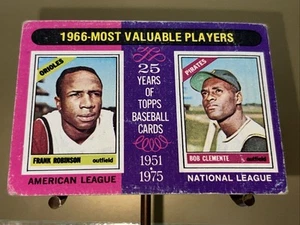 1966-MOST VALUABLE PLAYERS
ORIOLES
FRANK ROBINSON outfield
AMERICAN LEAGUE
25
YEARS
OF
TOPPS
BASEBALL
CARDS
1951
1975
PIRATES
BOB CLEMENTE outfield
NATIONAL LEAGUE